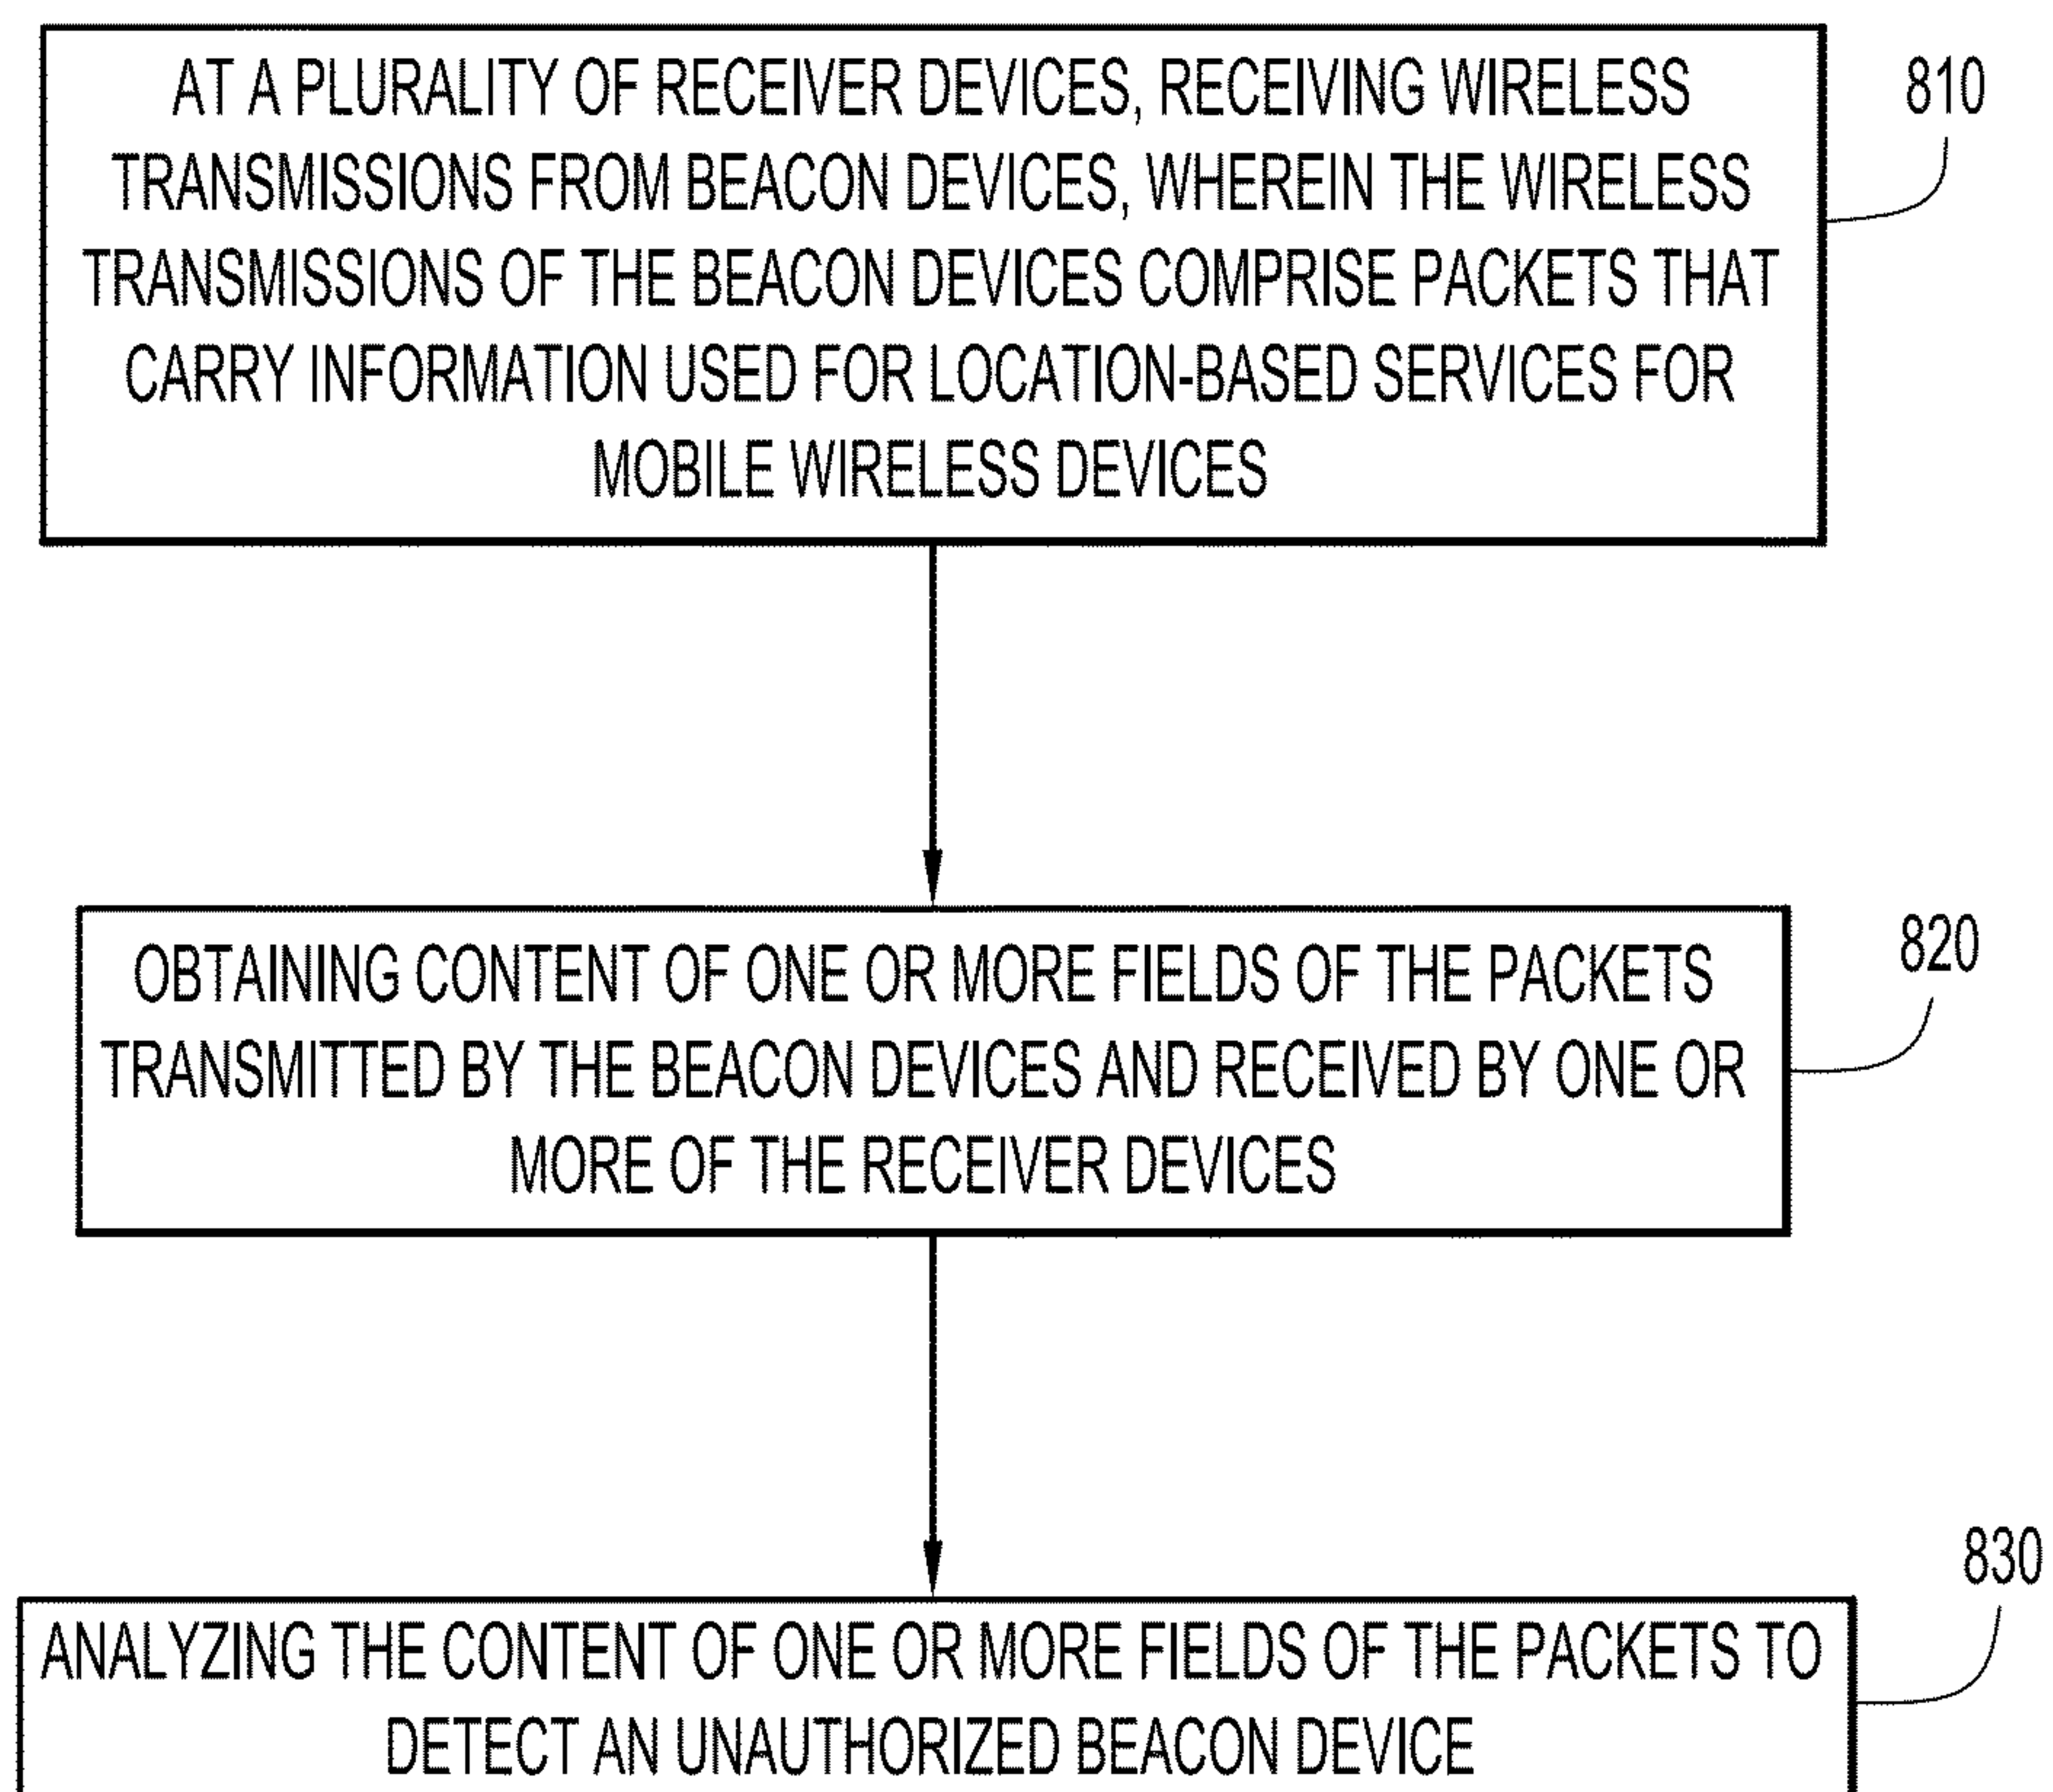 AT A PLURALITY OF RECEIVER DEVICES, RECEIVING WIRELESS
TRANSMISSIONS FROM BEACON DEVICES, WHEREIN THE WIRELESS
TRANSMISSIONS OF THE BEACON DEVICES COMPRISE PACKETS THAT
CARRY INFORMATION USED FOR LOCATION-BASED SERVICES FOR
MOBILE WIRELESS DEVICES
810
OBTAINING CONTENT OF ONE OR MORE FIELDS OF THE PACKETS
TRANSMITTED BY THE BEACON DEVICES AND RECEIVED BY ONE OR
MORE OF THE RECEIVER DEVICES
820
ANALYZING THE CONTENT OF ONE OR MORE FIELDS OF THE PACKETS TO
DETECT AN UNAUTHORIZED BEACON DEVICE
830